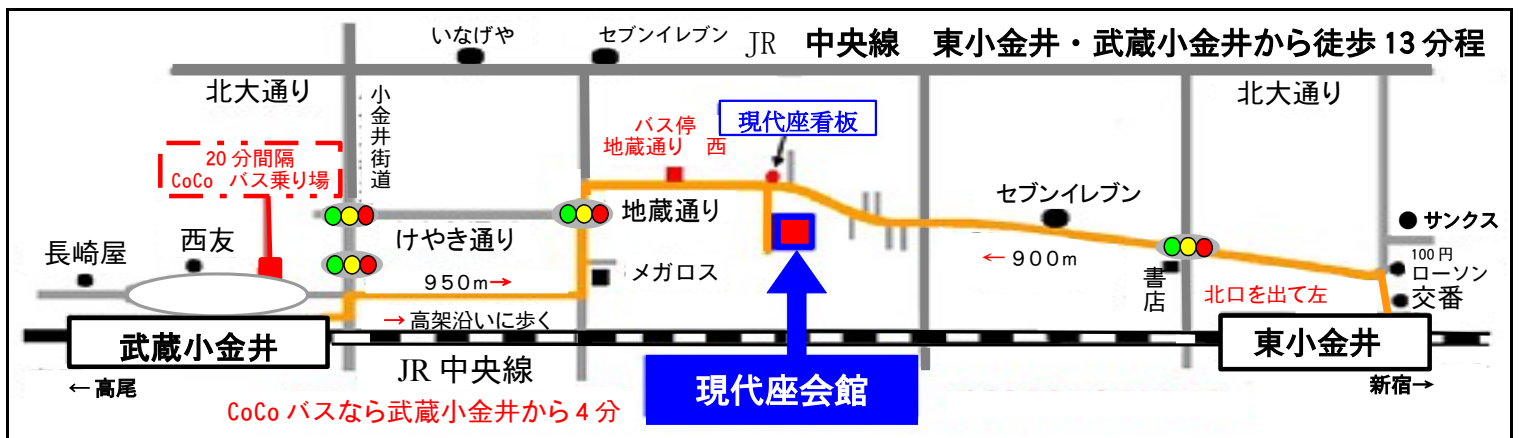 JR 中央線 東小金井・武蔵小金井から徒歩 13 分程
いなげや
セブンイレブン
北大通り
小金井街道
北大通り
バス停
地蔵通り 西
現代座看板
20 分間隔
CoCo バス乗り場
地蔵通り
セブンイレブン
サンクス
けやき通り
長崎屋
西友
950m→
メガロス
←900m
書店
北口を出て左
100円
ローソン
交番
→高架沿いに歩く
武蔵小金井
東小金井
JR 中央線
現代座会館
←高尾
新宿→
CoCo バスなら武蔵小金井から 4 分